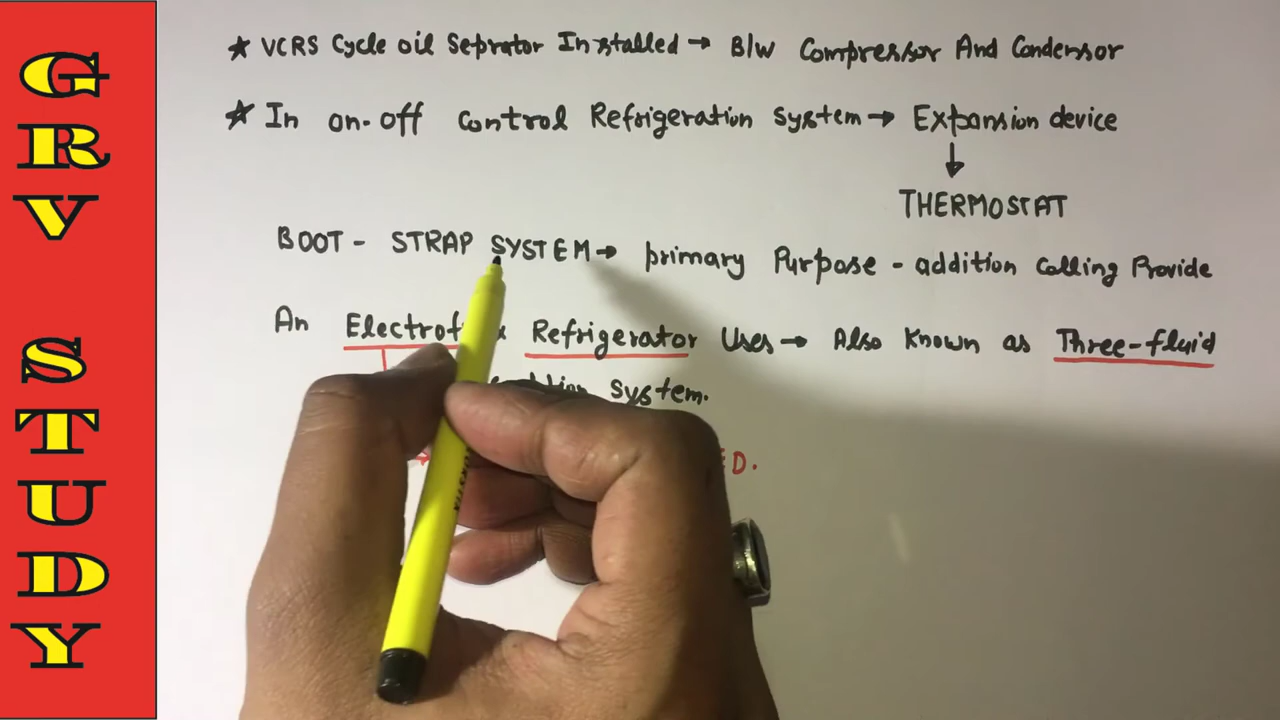 GRV STUDY
★ VCRS Cycle oil Seprator Installed → B/w Compressor And Condensor
★ In on-off Control Refrigeration System → Expansion device
↓
THERMOSTAT
BOOT - STRAP SYSTEM → primary Purpose - addition Colling Provide
An Refrigerator Uses → Also Known as Three-fluid
System.